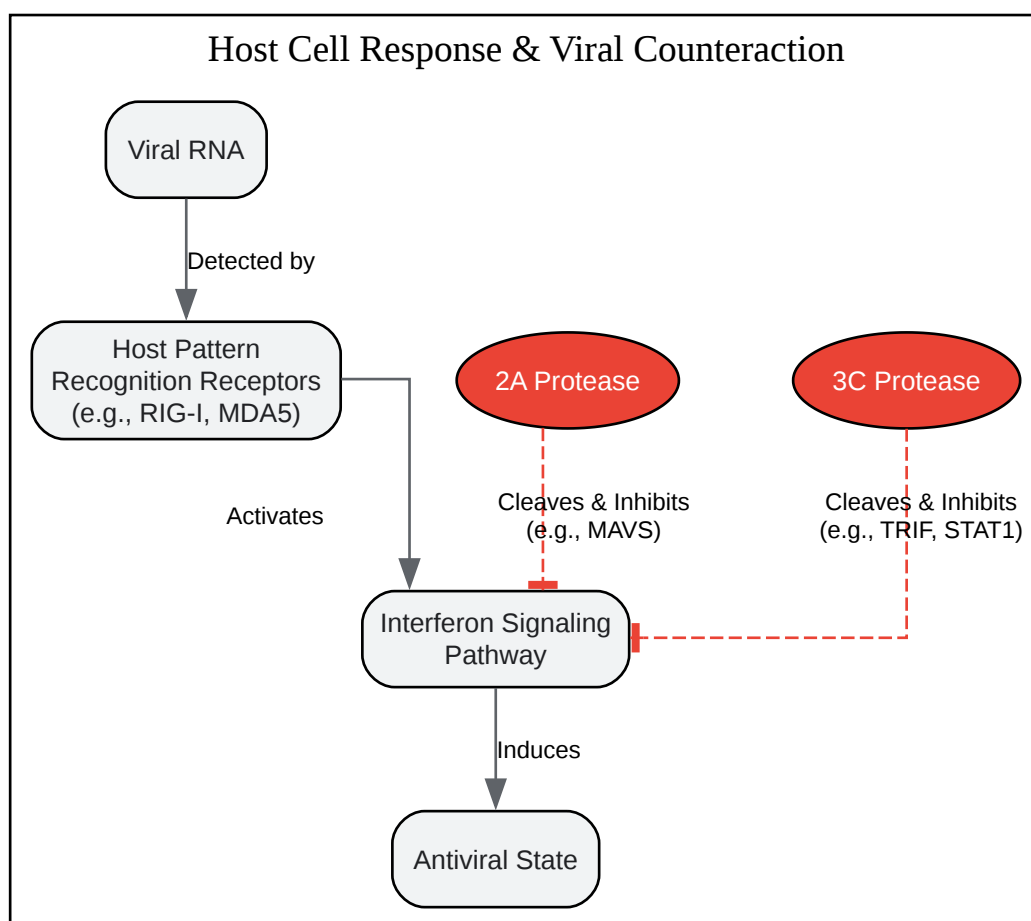 Host Cell Response & Viral Counteraction
Viral RNA
Detected by
Host Pattern
Recognition Receptors
(e.g., RIG-I, MDA5)
2A Protease
3C Protease
Activates
Cleaves & Inhibits
(e.g., MAVS)
Cleaves & Inhibits
(e.g., TRIF, STAT1)
Interferon Signaling
Pathway
Induces
Antiviral State